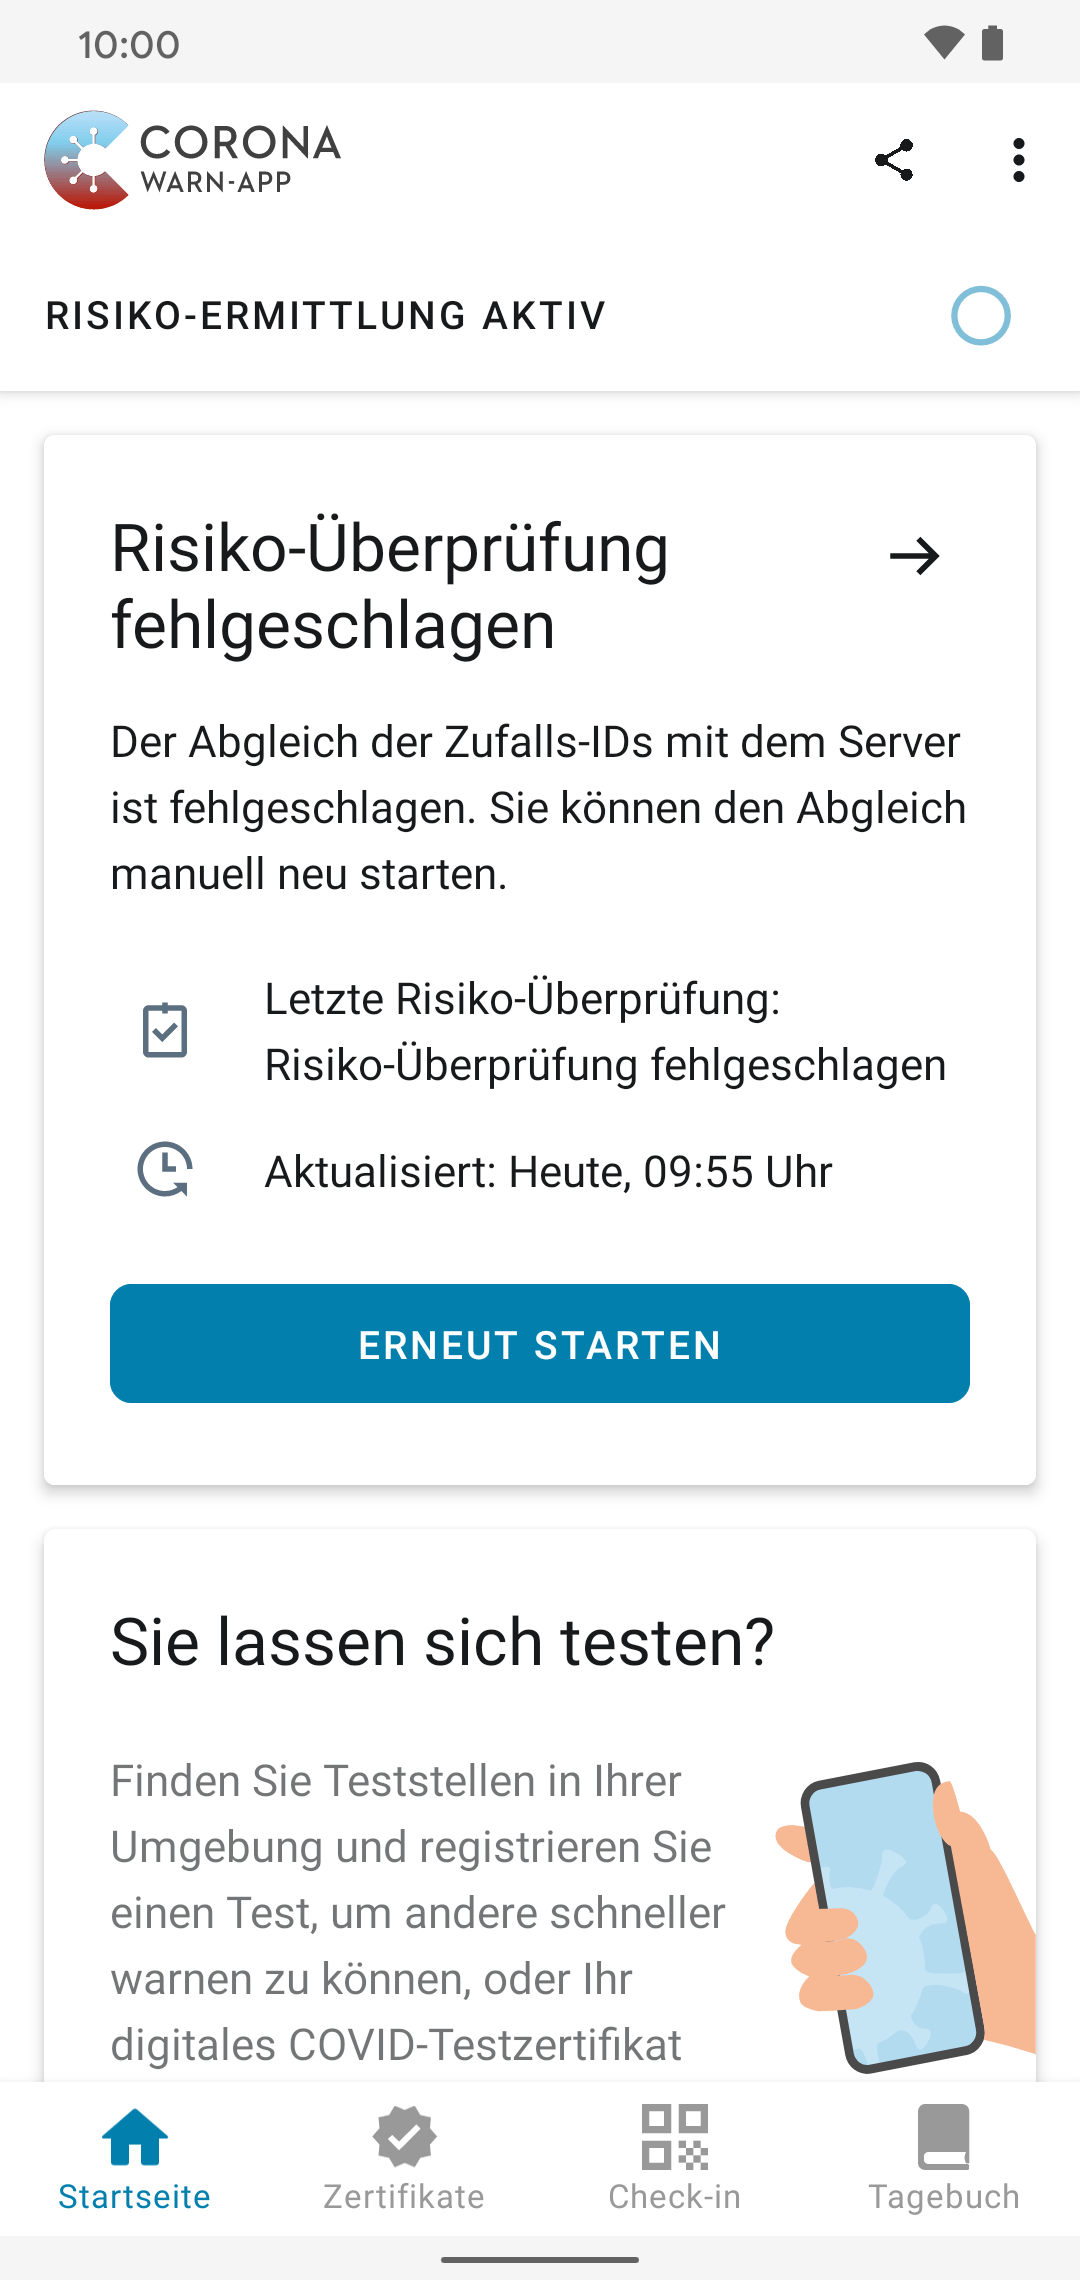 10:00
CORONA
WARN-APP
RISIKO-ERMITTLUNG AKTIV
Risiko-Überprüfung
fehlgeschlagen
Der Abgleich der Zufalls-IDs mit dem Server
ist fehlgeschlagen. Sie können den Abgleich
manuell neu starten.
Letzte Risiko-Überprüfung:
Risiko-Überprüfung fehlgeschlagen
Aktualisiert: Heute, 09:55 Uhr
ERNEUT STARTEN
Sie lassen sich testen?
Finden Sie Teststellen in Ihrer
Umgebung und registrieren Sie
einen Test, um andere schneller
warnen zu können, oder Ihr
digitales COVID-Testzertifikat
Startseite
Zertifikate
Check-in
Tagebuch